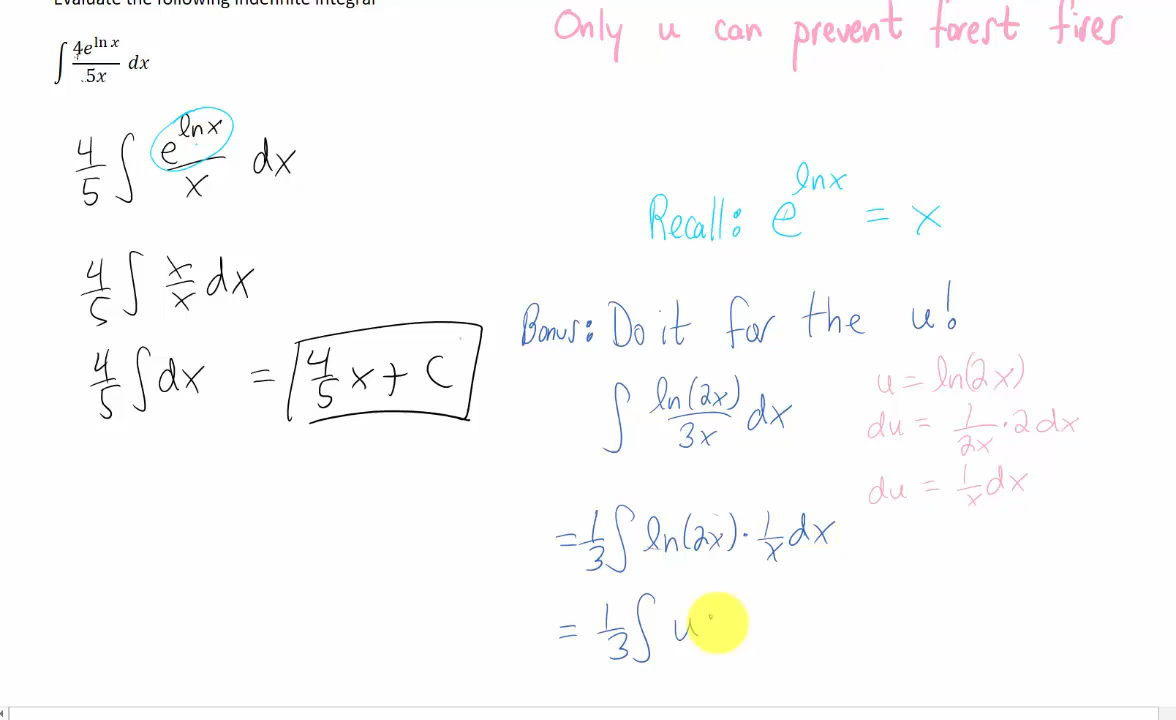 Evaluate the following indefinite integral
Only u can prevent forest fires
∫ 4e^{ln x}/5x dx
4/5 ∫ e^{lnx}/x dx
4/5 ∫ x/x dx
4/5 ∫ dx = 4/5 x + C
Recall: e^{lnx} = x
Bonus: Do it for the u!
∫ ln(2x)/3x dx
u = ln(2x)
du = 1/2x · 2 dx
du = 1/x dx
= 1/3 ∫ ln(2x) · 1/x dx
= 1/3 ∫ u